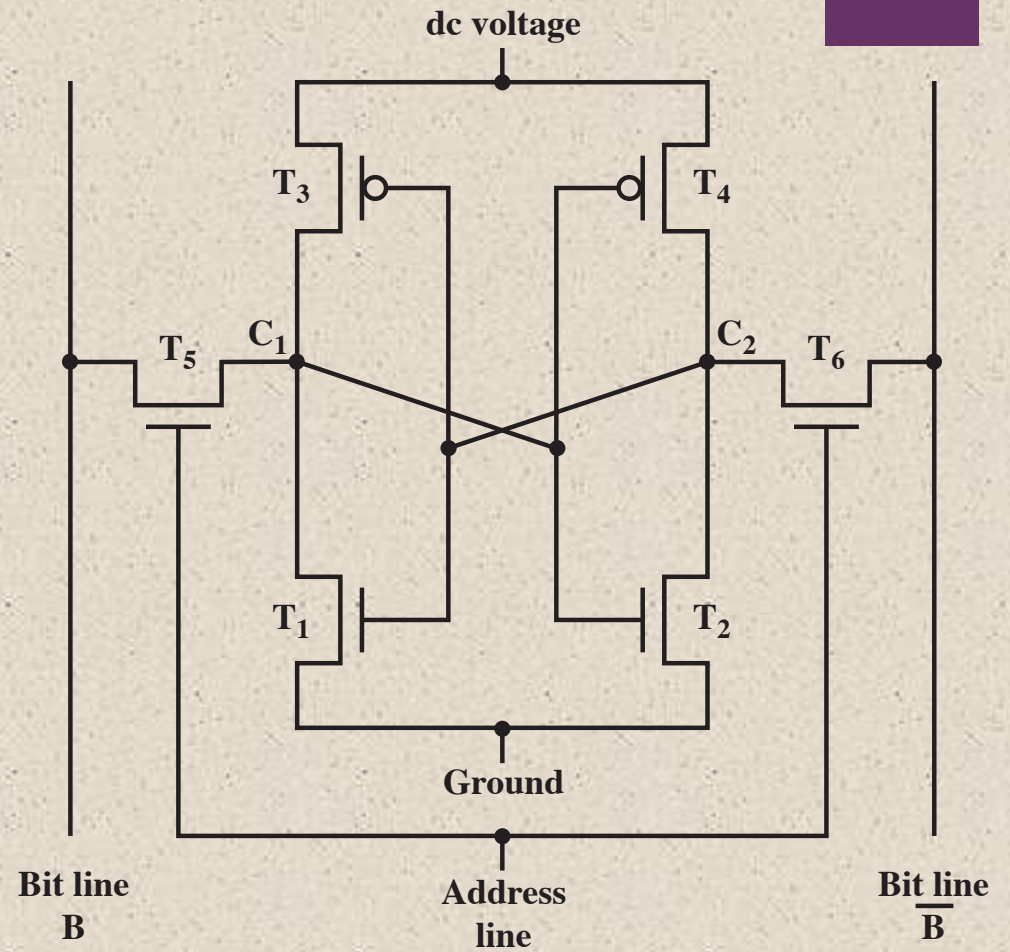 dc voltage
T3
T4
C1
C2
T5
T6
T1
T2
Ground
Address
line
Bit line
B
Bit line
B̅